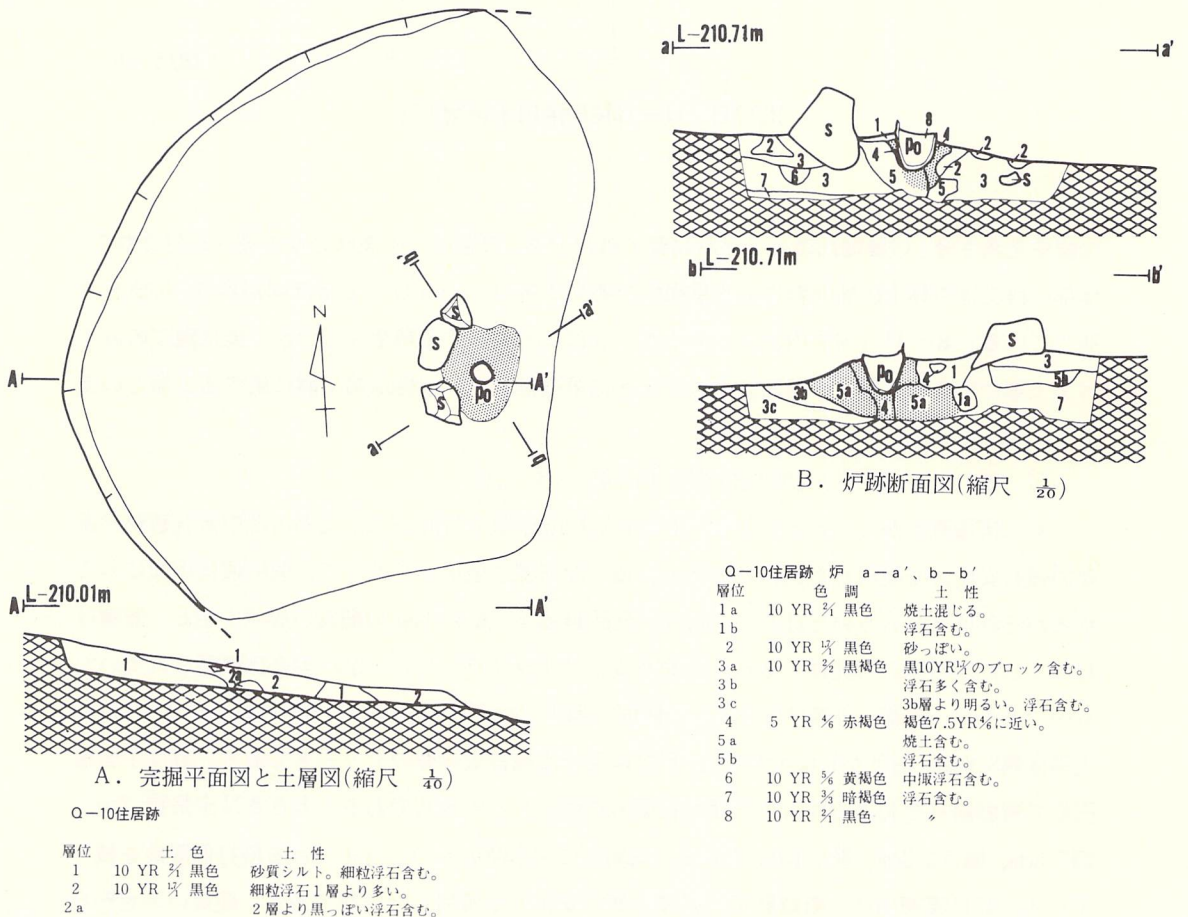 N
S
S
S
Po
A
A'
a
a'
b
b'
A L-210.01m A'
1
1
2a
2
1
2
A. 完掘平面図と土層図(縮尺 1/40)
Q-10住居跡
層位 土色 土性
1 10 YR 2/1 黒色 砂質シルト。細粒浮石含む。
2 10 YR 1.7/1 黒色 細粒浮石1層より多い。
2a 2層より黒っぽい浮石含む。
a L-210.71m a'
S
1
8
4
2
2
2
Po
4
2
3
5
7
6
3
5
3
S
7
b L-210.71m b'
S
Po
4
1
3
5b
3b
5a
4
5a
1a
7
3c
B. 炉跡断面図(縮尺 1/20)
Q-10住居跡 炉 a-a'、b-b'
層位 色調 土性
1a 10 YR 2/1 黒色 焼土混じる。
1b 浮石含む。
2 10 YR 1.7/1 黒色 砂っぽい。
3a 10 YR 2/2 黒褐色 黒10YR1.7/1のブロック含む。
3b 浮石多く含む。
3c 3b層より明るい。浮石含む。
4 5 YR 4/6 赤褐色 褐色7.5YR4/6に近い。
5a 焼土含む。
5b 浮石含む。
6 10 YR 5/6 黄褐色 中掫浮石含む。
7 10 YR 3/3 暗褐色 浮石含む。
8 10 YR 2/1 黒色 〃